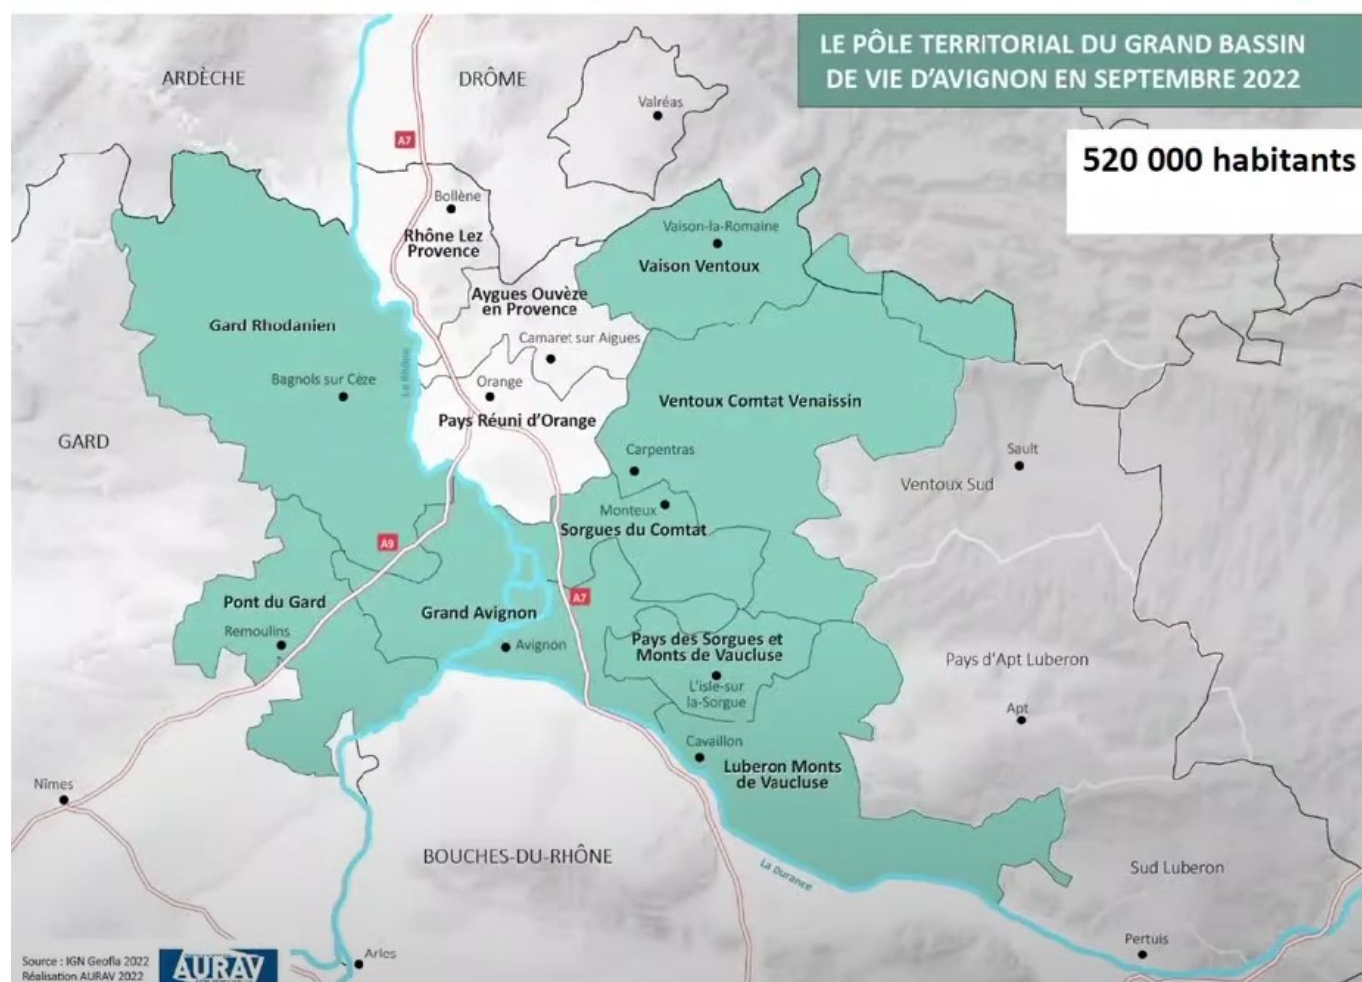 LE PÔLE TERRITORIAL DU GRAND BASSIN
DE VIE D'AVIGNON EN SEPTEMBRE 2022
520 000 habitants
ARDÈCHE
DRÔME
Valréas
A7
Bollène
Rhône Lez
Provence
Vaison-la-Romaine
Vaison Ventoux
Aygues Ouvèze
en Provence
Gard Rhodanien
Camaret sur Aigues
Le Rhône
Bagnols sur Cèze
Orange
Pays Réuni d'Orange
Ventoux Comtat Venaissin
GARD
Carpentras
Sault
Ventoux Sud
Monteux
Sorgues du Comtat
A9
A7
Pont du Gard
Grand Avignon
Remoulins
Avignon
Pays des Sorgues et
Monts de Vaucluse
L'isle-sur
la-Sorgue
Pays d'Apt Luberon
Apt
Cavaillon
Luberon Monts
de Vaucluse
Nîmes
BOUCHES-DU-RHÔNE
La Durance
Sud Luberon
Pertuis
Arles
Source : IGN Geofla 2022
Réalisation AURAV 2022
AURAV